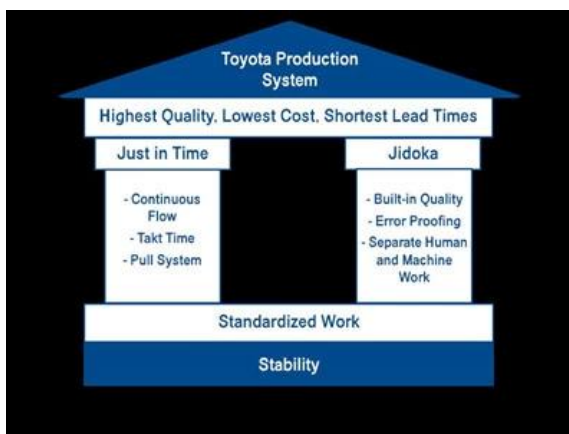 Toyota Production
System
Highest Quality, Lowest Cost, Shortest Lead Times
Just in Time
- Continuous
Flow
- Takt Time
- Pull System
Jidoka
- Built-in Quality
- Error Proofing
- Separate Human
and Machine
Work
Standardized Work
Stability